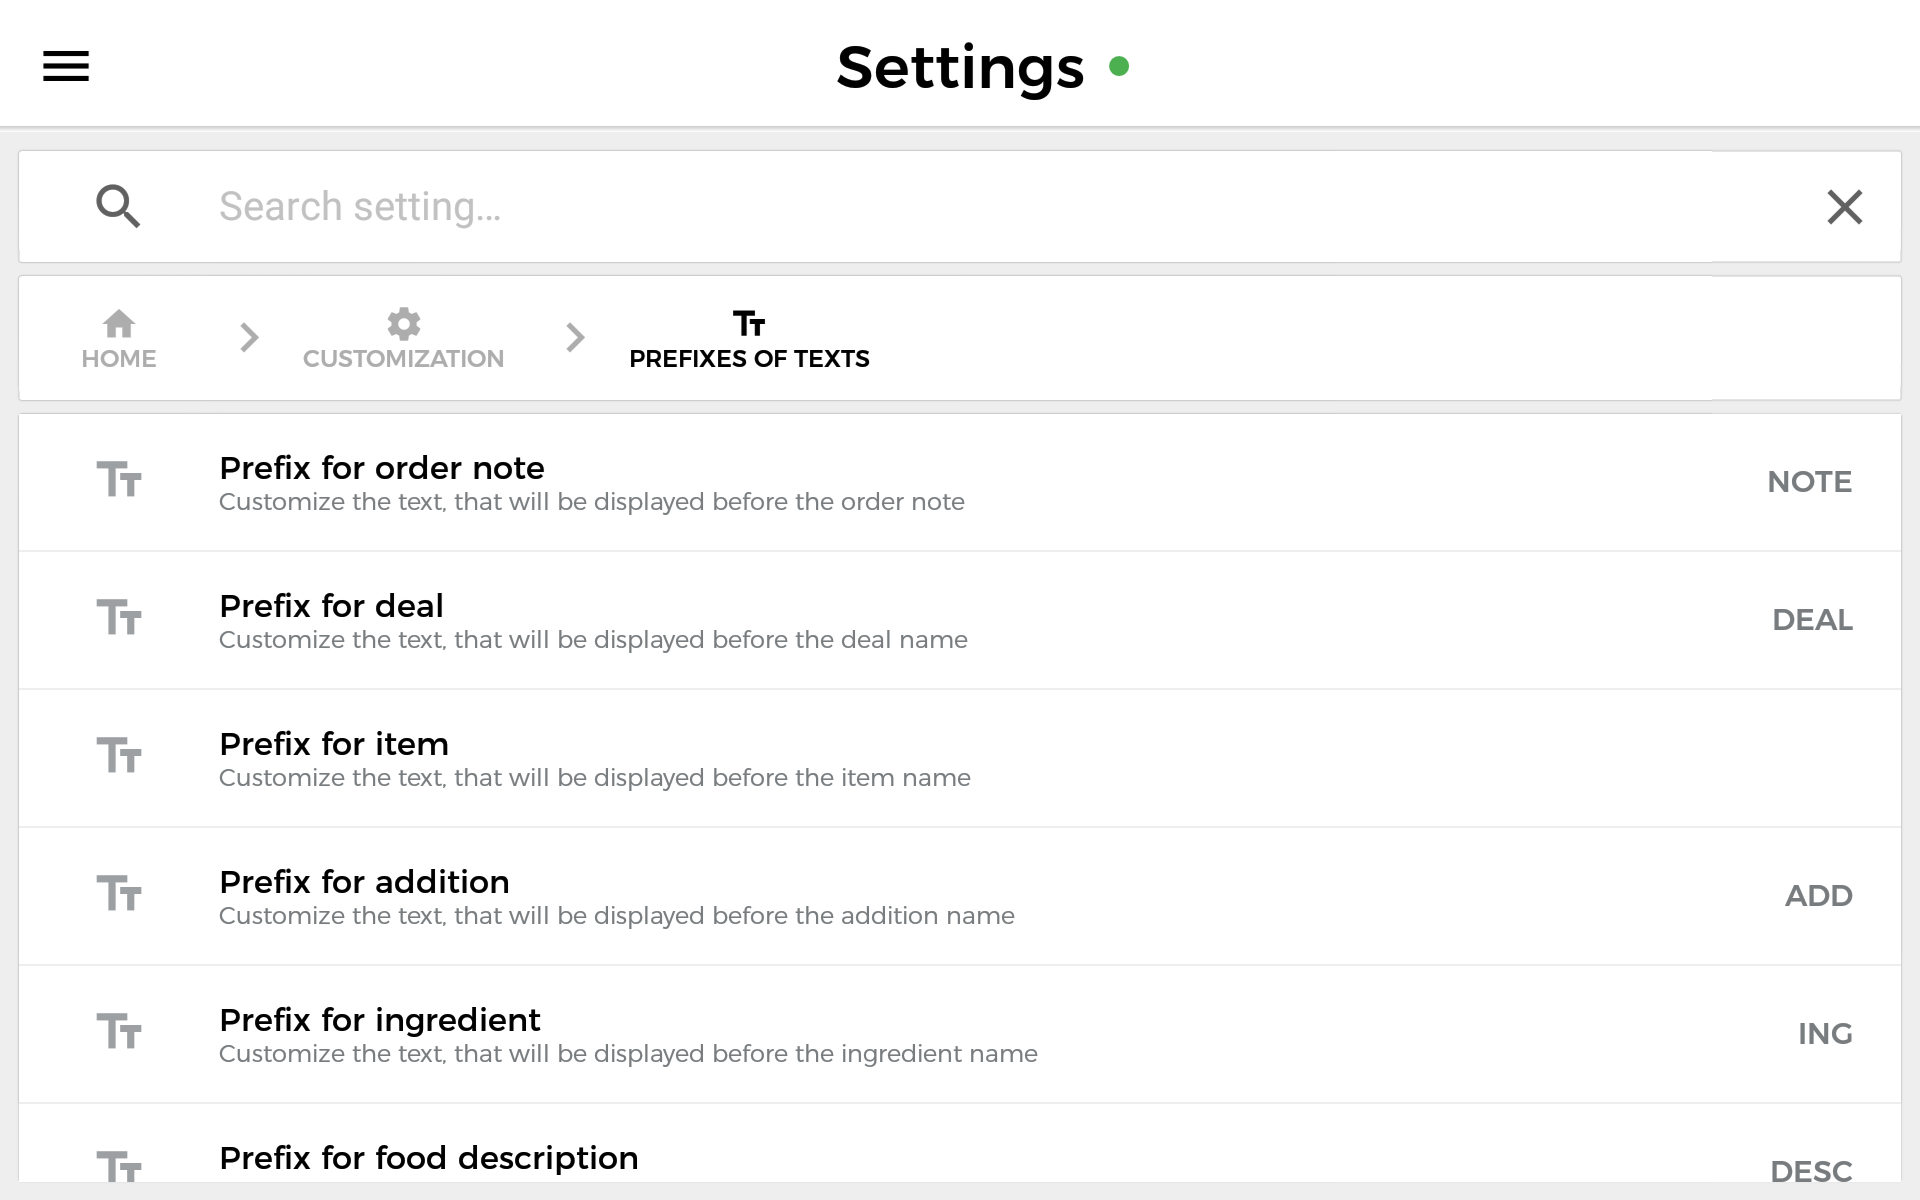 Settings
Search setting...
HOME
CUSTOMIZATION
PREFIXES OF TEXTS
Prefix for order note
Customize the text, that will be displayed before the order note
NOTE
Prefix for deal
Customize the text, that will be displayed before the deal name
DEAL
Prefix for item
Customize the text, that will be displayed before the item name
Prefix for addition
Customize the text, that will be displayed before the addition name
ADD
Prefix for ingredient
Customize the text, that will be displayed before the ingredient name
ING
Prefix for food description
DESC